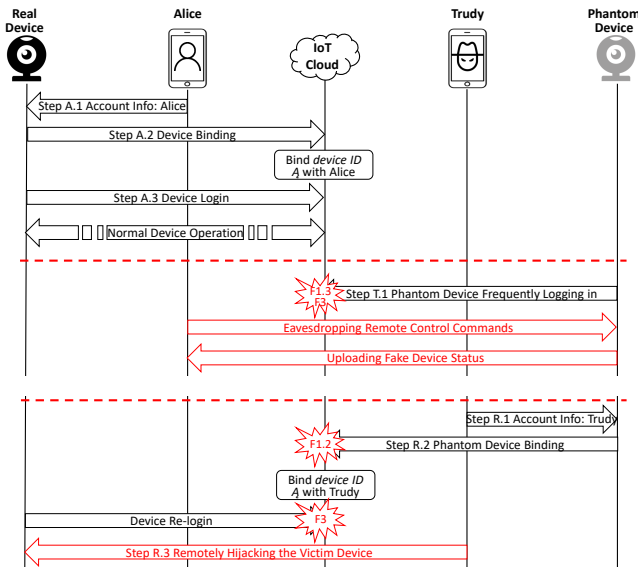 Real
Device
Alice
IoT
Cloud
Trudy
Phantom
Device
Step A.1 Account Info: Alice
Step A.2 Device Binding
Bind device ID
A with Alice
Step A.3 Device Login
Normal Device Operation
F1.3
F3
Step T.1 Phantom Device Frequently Logging in
Eavesdropping Remote Control Commands
Uploading Fake Device Status
Step R.1 Account Info: Trudy
F1.2
Step R.2 Phantom Device Binding
Bind device ID
A with Trudy
Device Re-login
F3
Step R.3 Remotely Hijacking the Victim Device